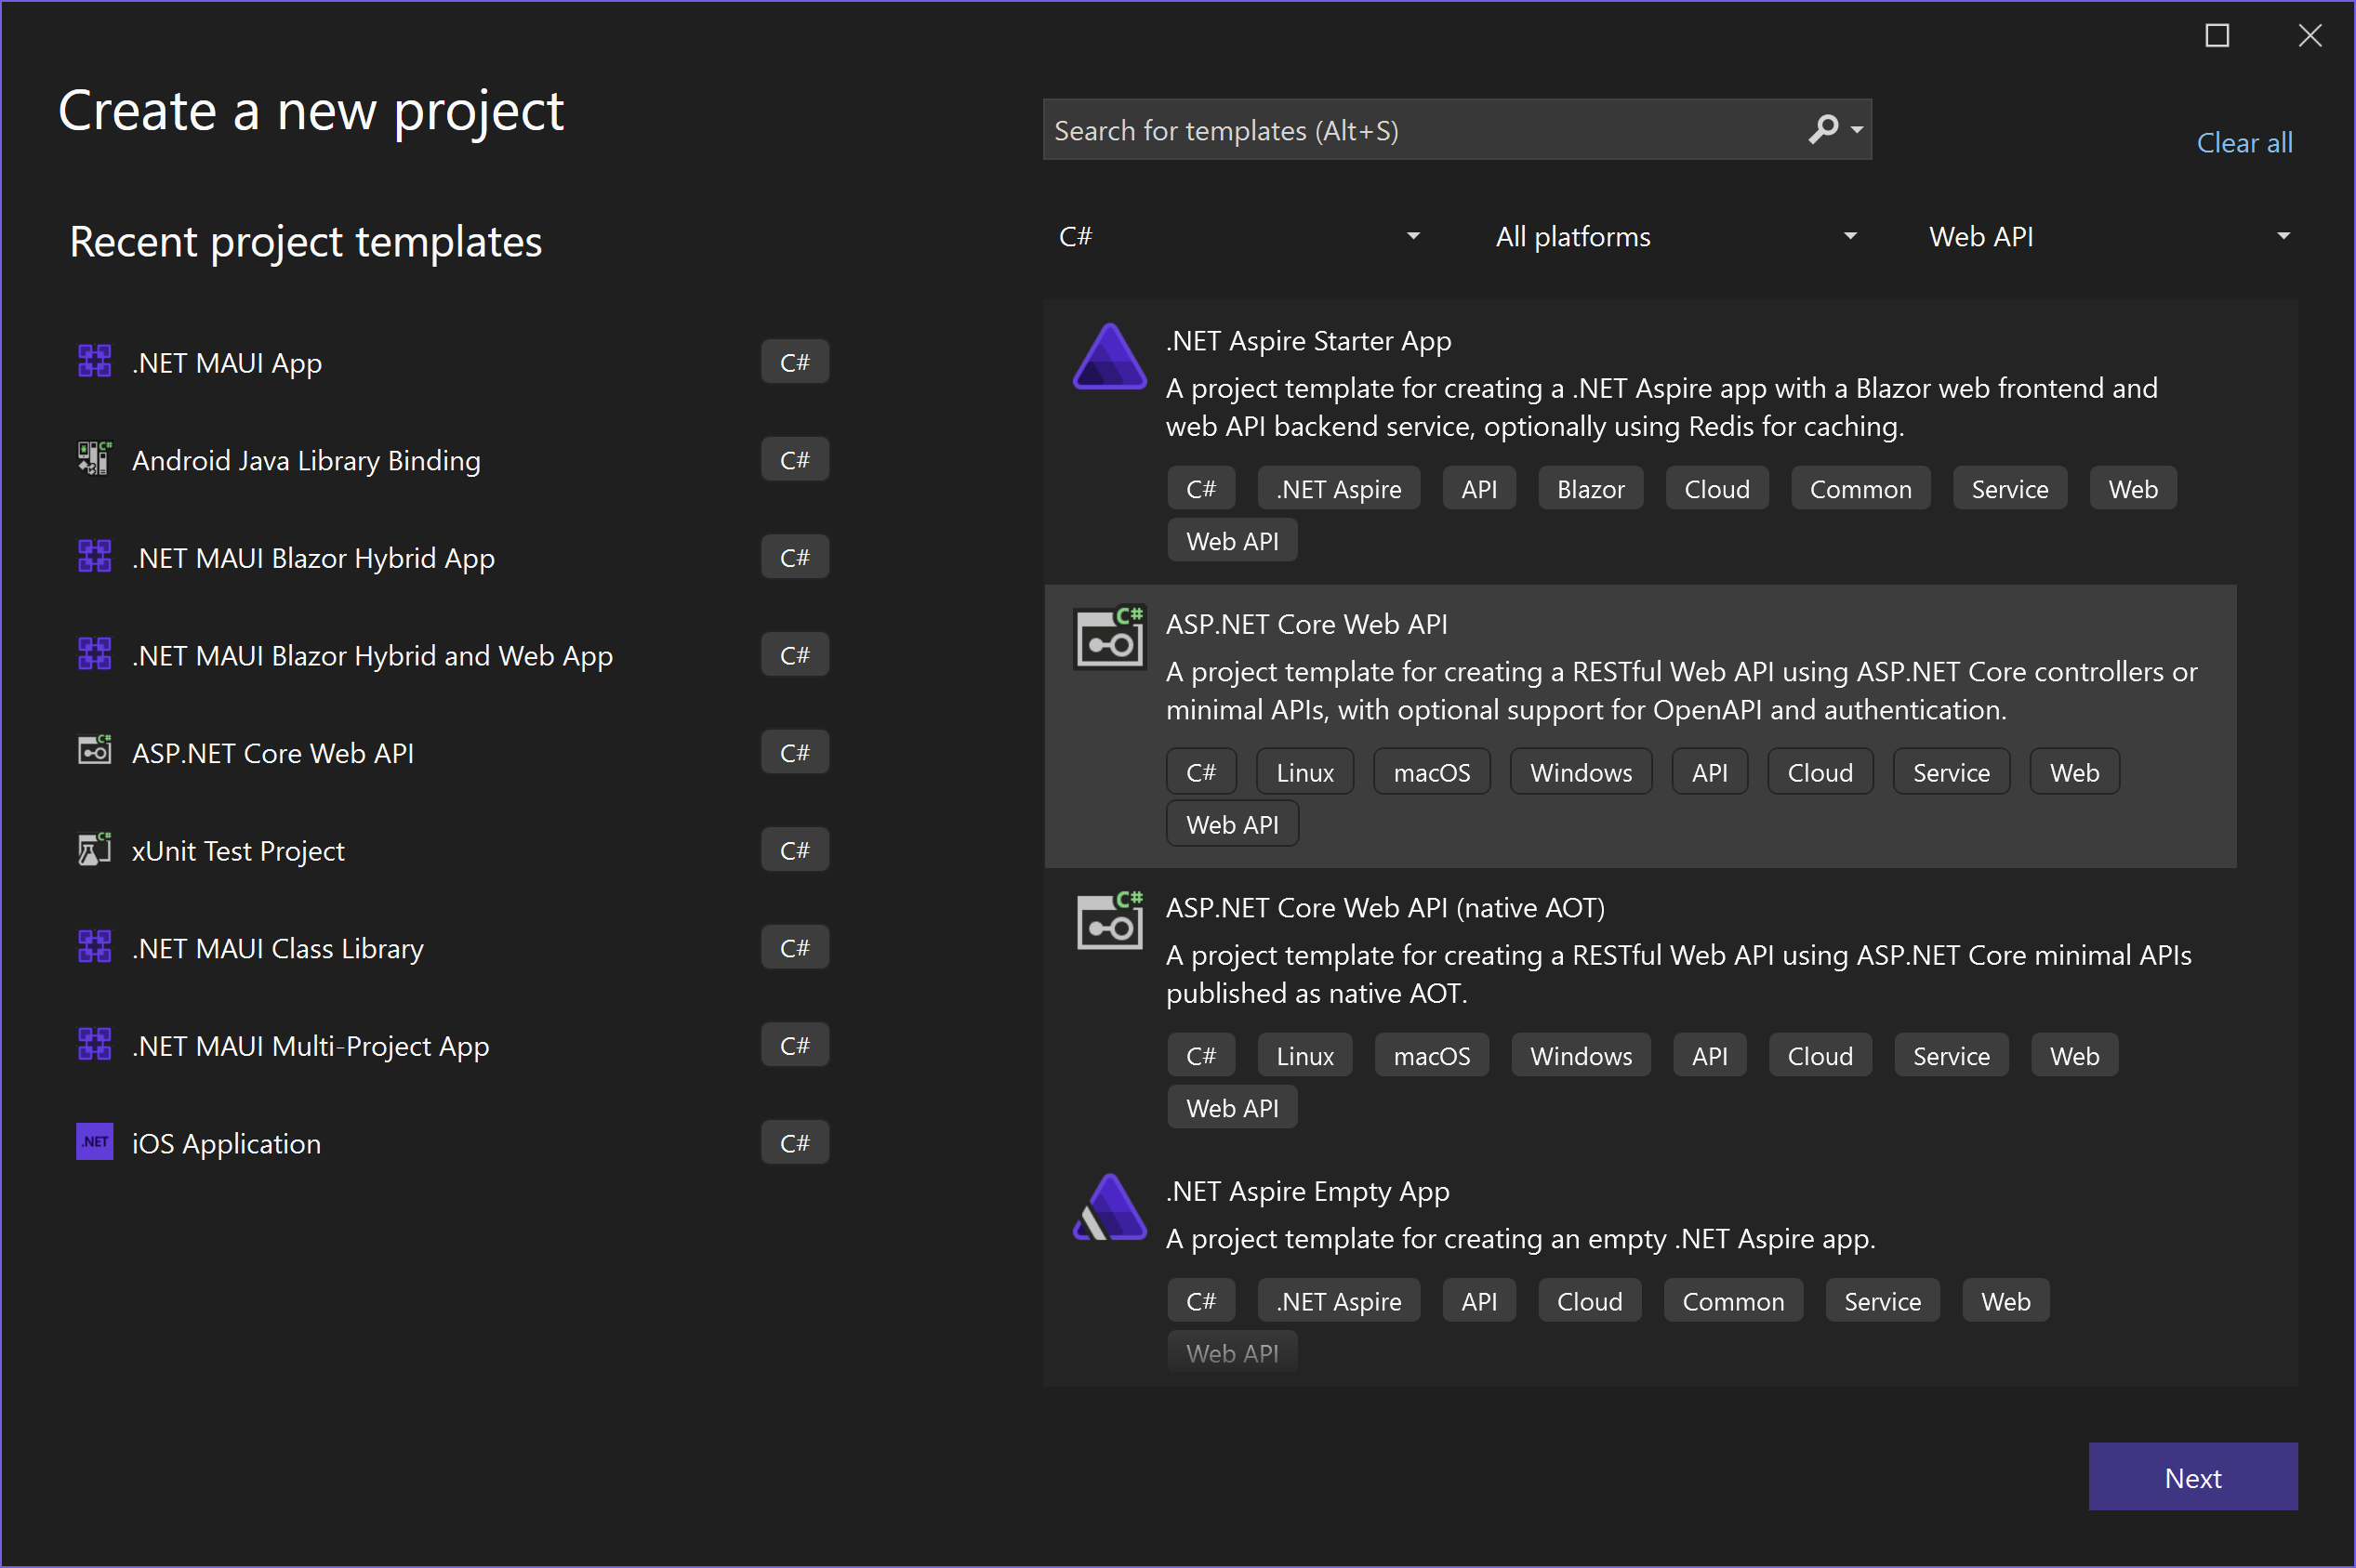 Create a new project
Search for templates (Alt+S)
Clear all
Recent project templates
C#
All platforms
Web API
.NET MAUI App
C#
Android Java Library Binding
C#
.NET MAUI Blazor Hybrid App
C#
.NET MAUI Blazor Hybrid and Web App
C#
ASP.NET Core Web API
C#
xUnit Test Project
C#
.NET MAUI Class Library
C#
.NET MAUI Multi-Project App
C#
.NET
iOS Application
C#
.NET Aspire Starter App
A project template for creating a .NET Aspire app with a Blazor web frontend and
web API backend service, optionally using Redis for caching.
C# .NET Aspire API Blazor Cloud Common Service Web
Web API
C#
ASP.NET Core Web API
A project template for creating a RESTful Web API using ASP.NET Core controllers or
minimal APIs, with optional support for OpenAPI and authentication.
C# Linux macOS Windows API Cloud Service Web
Web API
C#
ASP.NET Core Web API (native AOT)
A project template for creating a RESTful Web API using ASP.NET Core minimal APIs
published as native AOT.
C# Linux macOS Windows API Cloud Service Web
Web API
.NET Aspire Empty App
A project template for creating an empty .NET Aspire app.
C# .NET Aspire API Cloud Common Service Web
Web API
Next